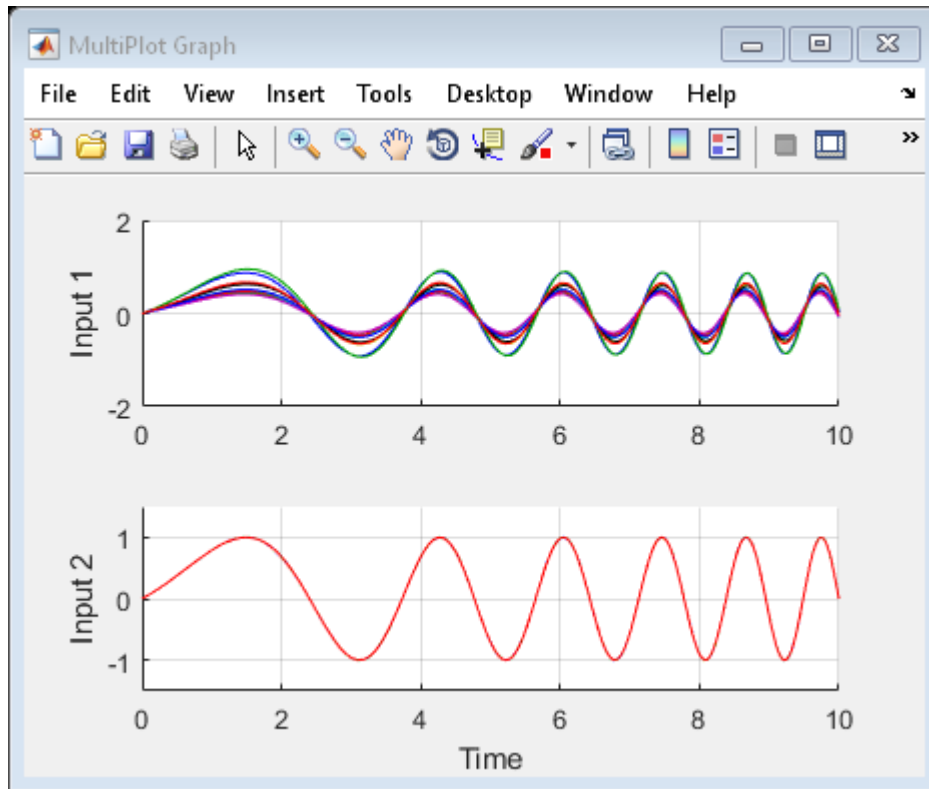 MultiPlot Graph
File Edit View Insert Tools Desktop Window Help
2
0
-2
Input 1
0 2 4 6 8 10
1
0
-1
Input 2
0 2 4 6 8 10
Time